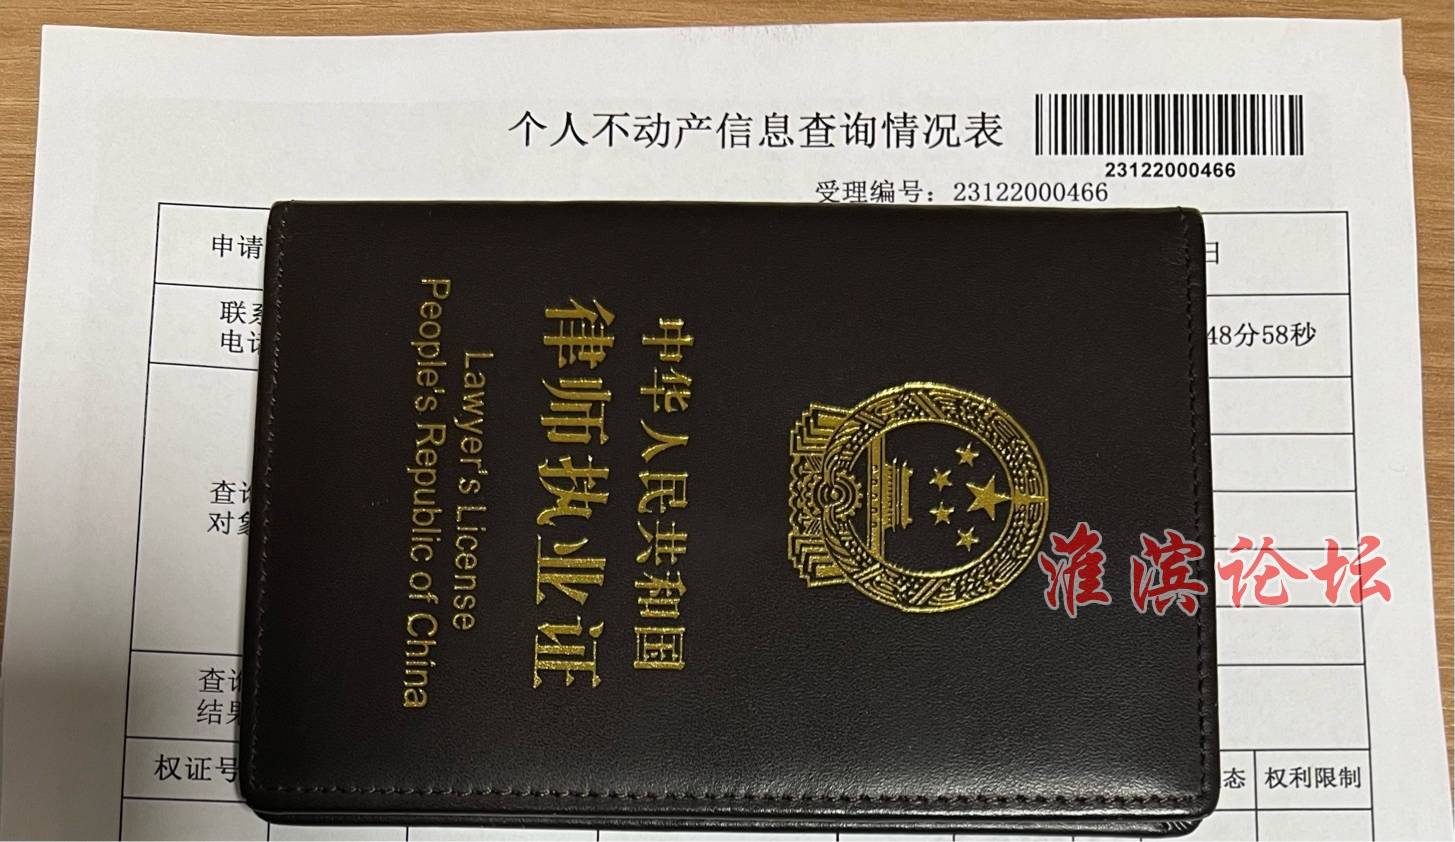 个人不动产信息查询情况表
23122000466
受理编号：23122000466
申请
日
联系
电话
48分58秒
中华人民共和国
律师执业证
Lawyer's License
People's Republic of China
淮滨论坛
查询
对象
查询
结果
权证号
态
权利限制